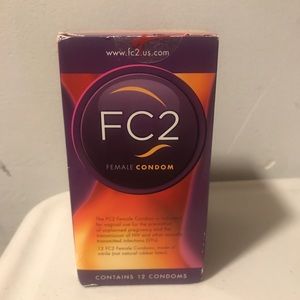 www.fc2.us.com
FC2
FEMALE CONDOM
The FC2 Female Condom is indicated
for vaginal use for the prevention
of unplanned pregnancy and the
transmission of HIV and other sexually
transmitted infections (STIs).
12 FC2 Female Condoms, made of
nitrile (not natural rubber latex).
CONTAINS 12 CONDOMS